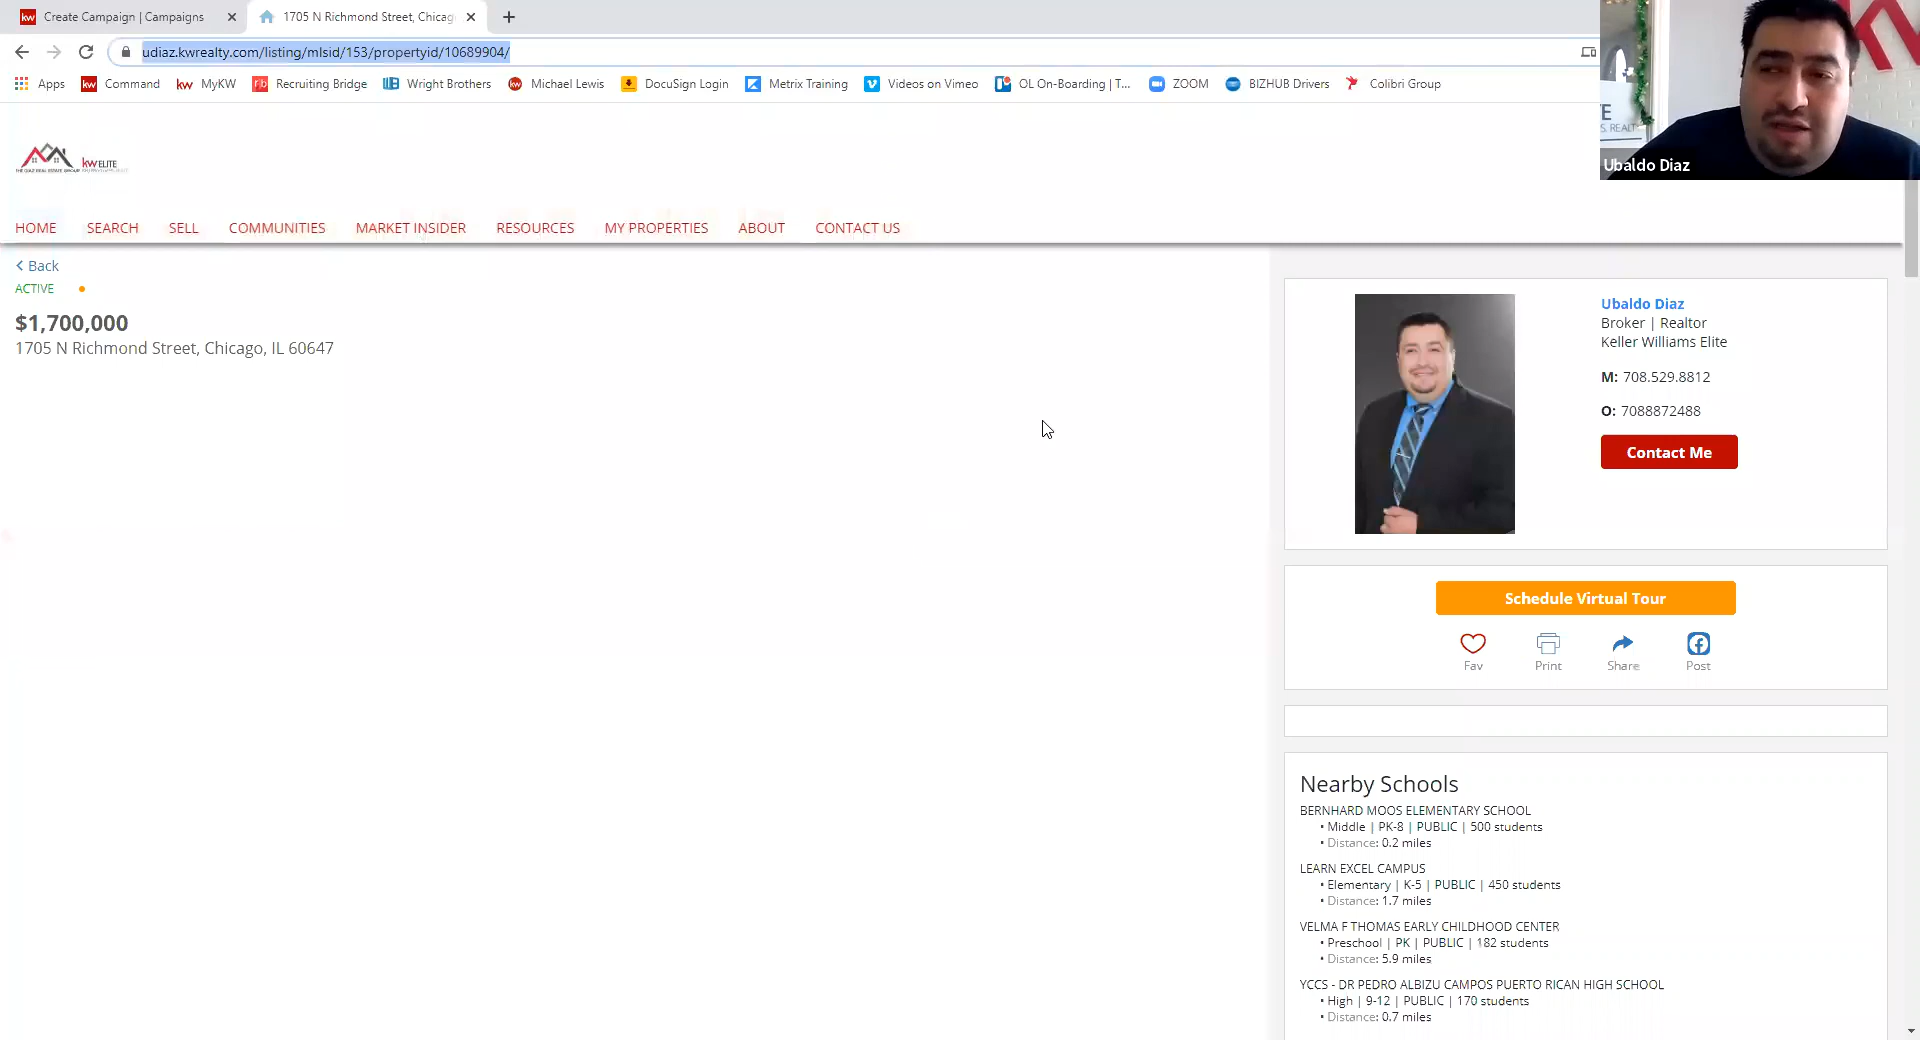 Create Campaign | Campaigns
1705 N Richmond Street, Chicag
udiaz.kwrealty.com/listing/mlsid/153/propertyid/10689904/
Apps
Command
MyKW
Recruiting Bridge
Wright Brothers
Michael Lewis
DocuSign Login
Metrix Training
Videos on Vimeo
OL On-Boarding | T...
ZOOM
BIZHUB Drivers
Colibri Group
Ubaldo Diaz
kw ELITE
HOME
SEARCH
SELL
COMMUNITIES
MARKET INSIDER
RESOURCES
MY PROPERTIES
ABOUT
CONTACT US
Back
ACTIVE
$1,700,000
1705 N Richmond Street, Chicago, IL 60647
Ubaldo Diaz
Broker | Realtor
Keller Williams Elite
M: 708.529.8812
O: 7088872488
Contact Me
Schedule Virtual Tour
Fav
Print
Share
Post
Nearby Schools
BERNHARD MOOS ELEMENTARY SCHOOL
• Middle | PK-8 | PUBLIC | 500 students
• Distance: 0.2 miles
LEARN EXCEL CAMPUS
• Elementary | K-5 | PUBLIC | 450 students
• Distance: 1.7 miles
VELMA F THOMAS EARLY CHILDHOOD CENTER
• Preschool | PK | PUBLIC | 182 students
• Distance: 5.9 miles
YCCS - DR PEDRO ALBIZU CAMPOS PUERTO RICAN HIGH SCHOOL
• High | 9-12 | PUBLIC | 170 students
• Distance: 0.7 miles